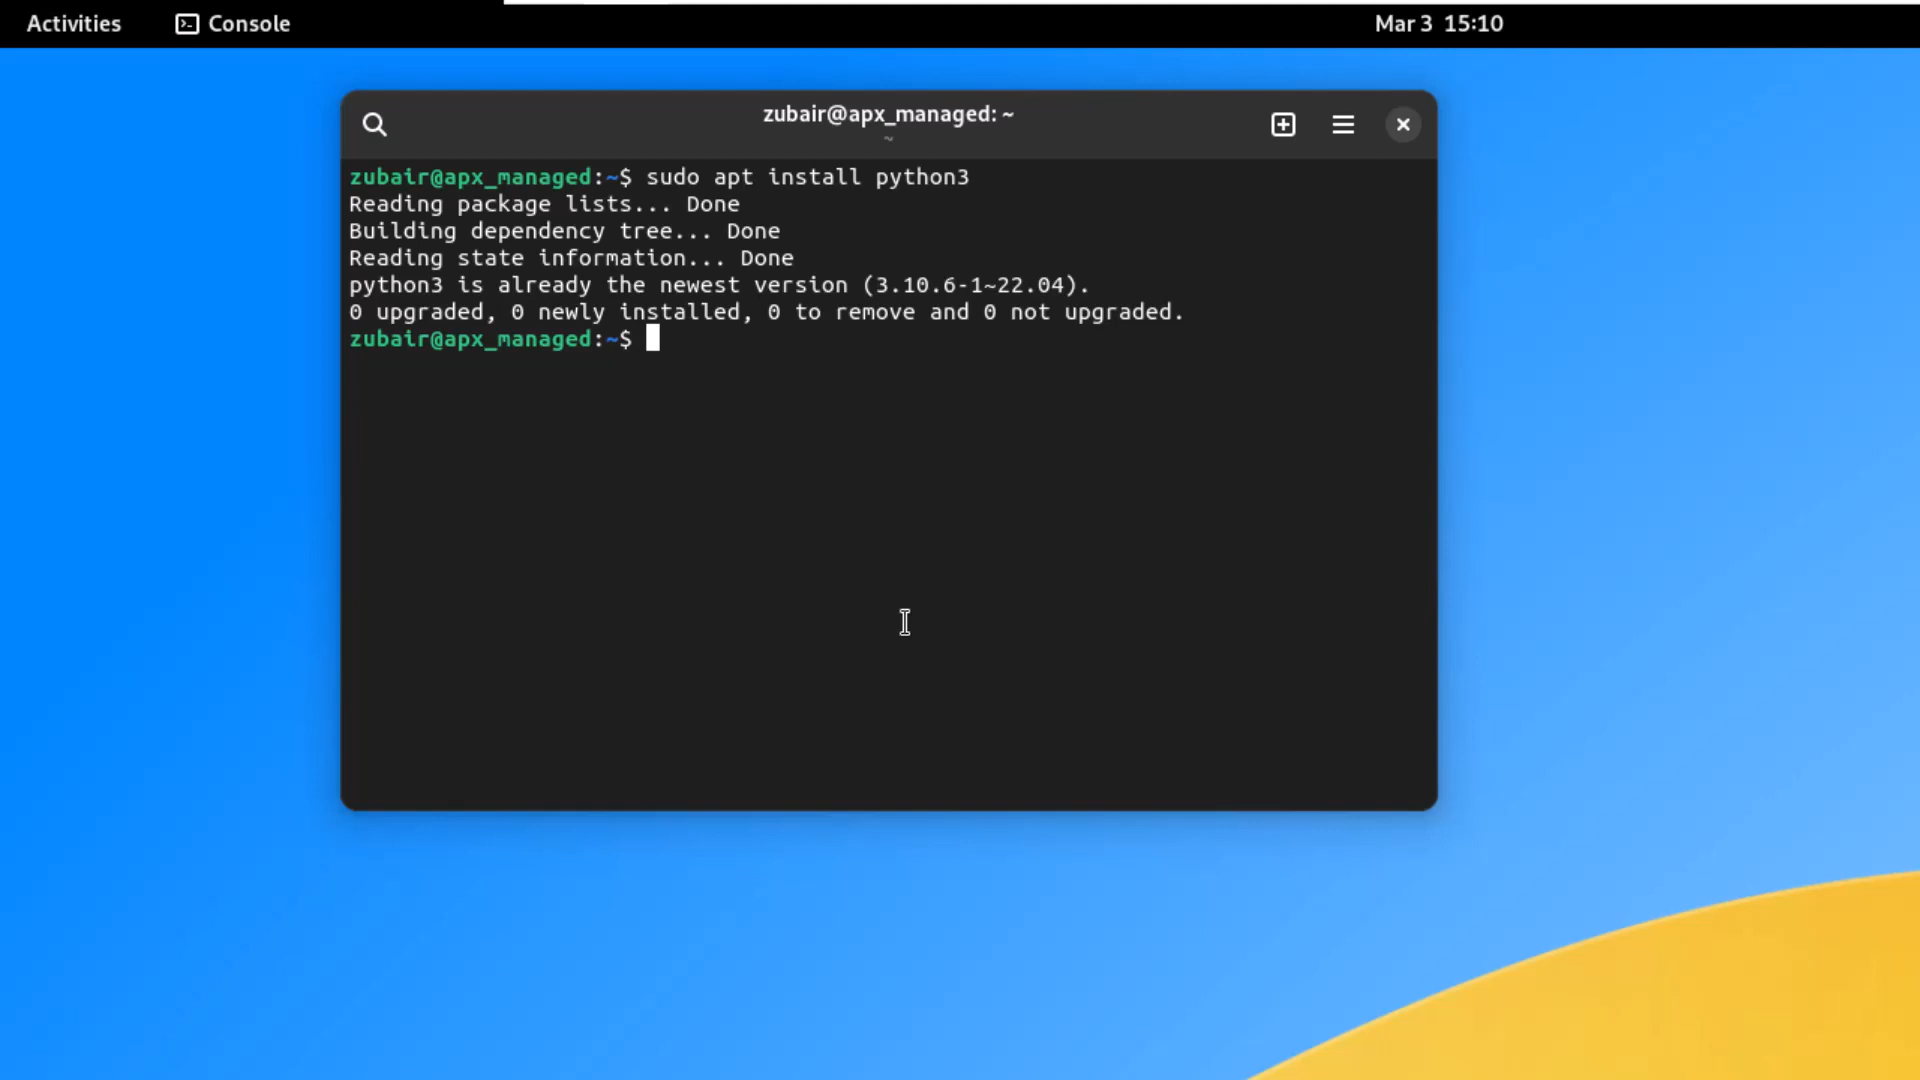 Activities Console Mar 3 15:10
zubair@apx_managed: ~
~
zubair@apx_managed:~$ sudo apt install python3
Reading package lists... Done
Building dependency tree... Done
Reading state information... Done
python3 is already the newest version (3.10.6-1~22.04).
0 upgraded, 0 newly installed, 0 to remove and 0 not upgraded.
zubair@apx_managed:~$